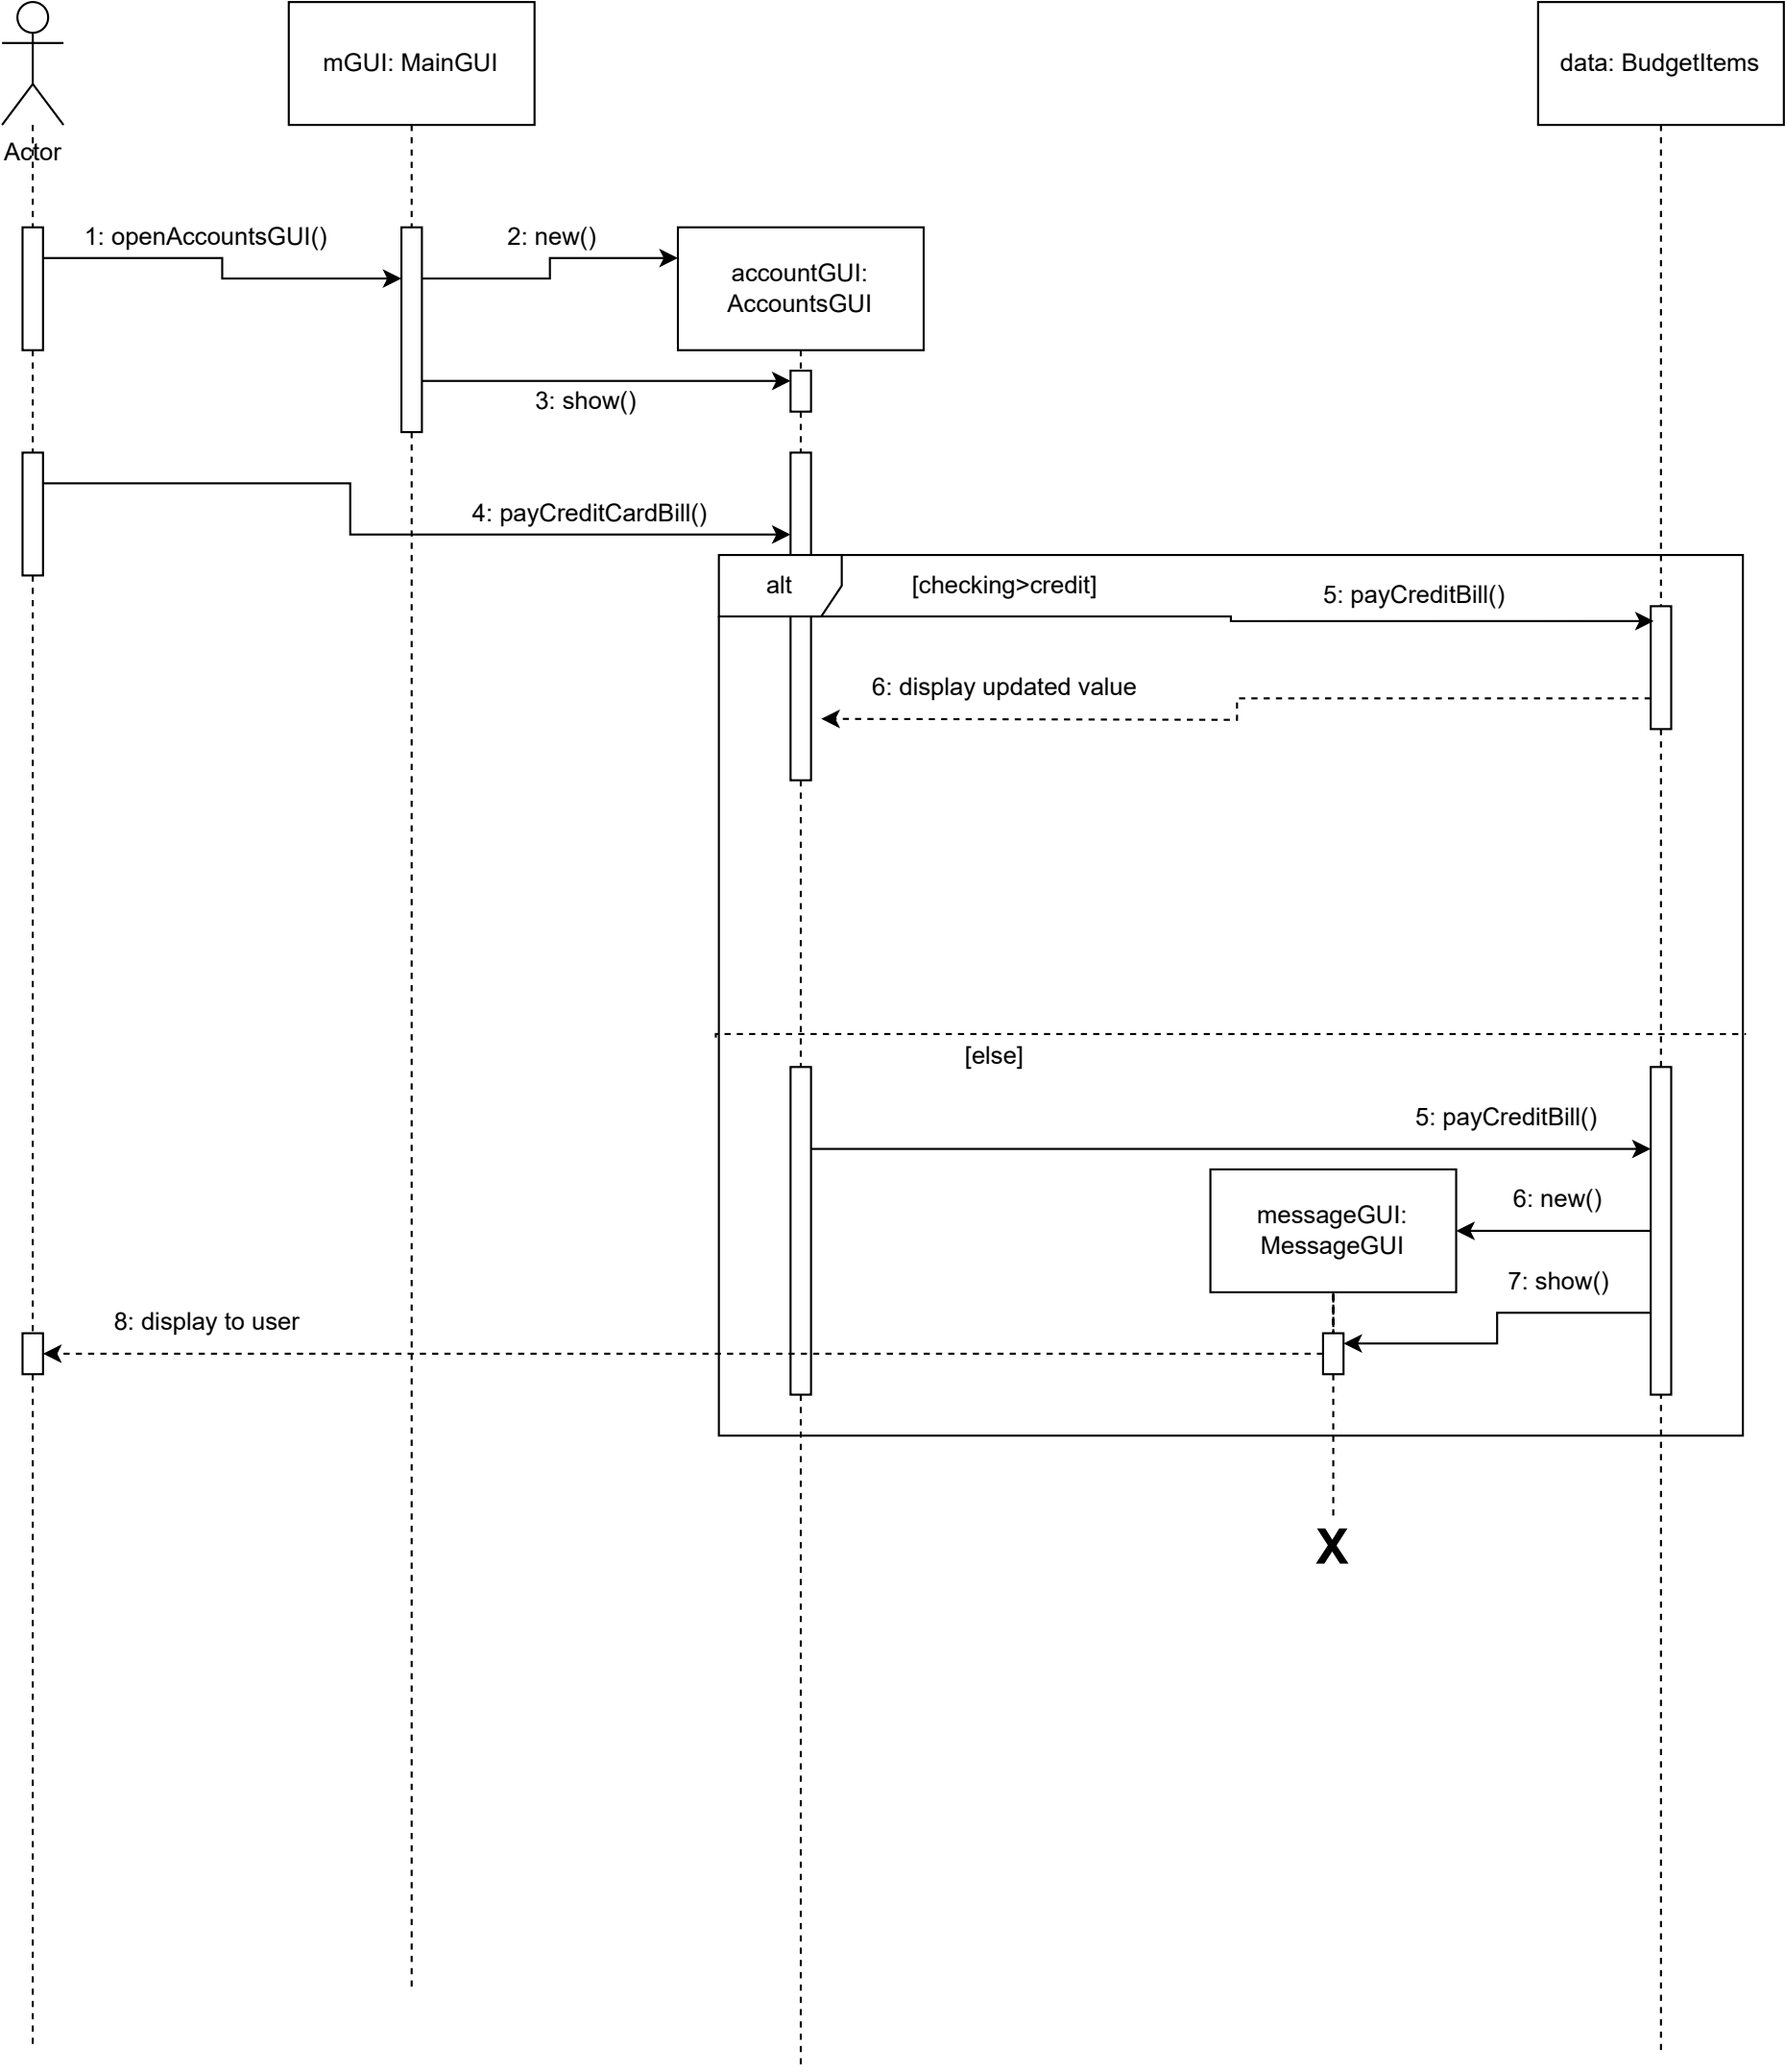 mGUI: MainGUI
data: BudgetItems
Actor
1: openAccountsGUI()
2: new()
accountGUI:
AccountsGUI
3: show()
4: payCreditCardBill()
alt
[checking>credit]
5: payCreditBill()
6: display updated value
[else]
5: payCreditBill()
6: new()
messageGUI:
MessageGUI
7: show()
8: display to user
X